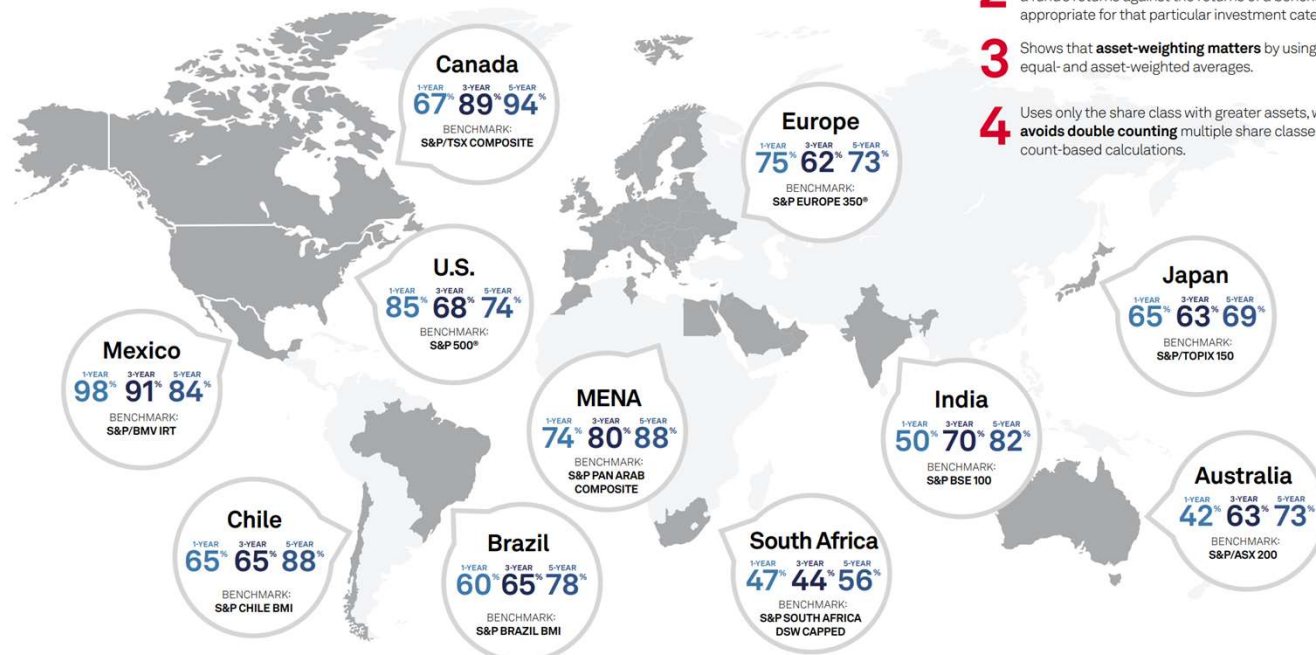 appropriate for that particular investment
3
Shows that asset-weighting matters by using
equal- and asset-weighted averages.
4
Uses only the share class with greater assets,
avoids double counting multiple share
count-based calculations.
Canada
1-YEAR 3-YEAR 5-YEAR
67% 89% 94%
BENCHMARK:
S&P/TSX COMPOSITE
Europe
1-YEAR 3-YEAR 5-YEAR
75% 62% 73%
BENCHMARK:
S&P EUROPE 350®
U.S.
1-YEAR 3-YEAR 5-YEAR
85% 68% 74%
BENCHMARK:
S&P 500®
Japan
1-YEAR 3-YEAR 5-YEAR
65% 63% 69%
BENCHMARK:
S&P/TOPIX 150
Mexico
1-YEAR 3-YEAR 5-YEAR
98% 91% 84%
BENCHMARK:
S&P/BMV IRT
MENA
1-YEAR 3-YEAR 5-YEAR
74% 80% 88%
BENCHMARK:
S&P PAN ARAB
COMPOSITE
India
1-YEAR 3-YEAR 5-YEAR
50% 70% 82%
BENCHMARK:
S&P BSE 100
Australia
1-YEAR 3-YEAR 5-YEAR
42% 63% 73%
BENCHMARK:
S&P/ASX 200
Chile
1-YEAR 3-YEAR 5-YEAR
65% 65% 88%
BENCHMARK:
S&P CHILE BMI
Brazil
1-YEAR 3-YEAR 5-YEAR
60% 65% 78%
BENCHMARK:
S&P BRAZIL BMI
South Africa
1-YEAR 3-YEAR 5-YEAR
47% 44% 56%
BENCHMARK:
S&P SOUTH AFRICA
DSW CAPPED